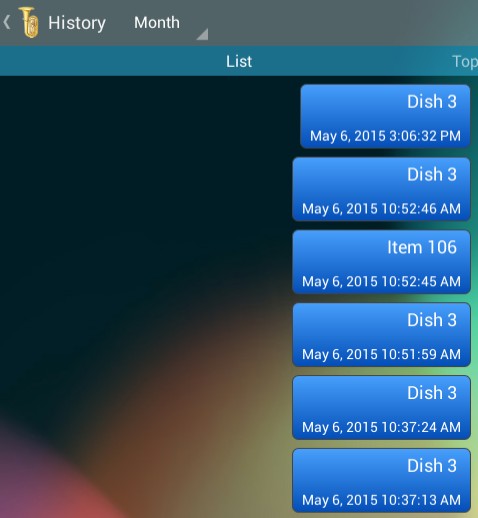 History
Month
List
Top
Dish 3
May 6, 2015 3:06:32 PM
Dish 3
May 6, 2015 10:52:46 AM
Item 106
May 6, 2015 10:52:45 AM
Dish 3
May 6, 2015 10:51:59 AM
Dish 3
May 6, 2015 10:37:24 AM
Dish 3
May 6, 2015 10:37:13 AM